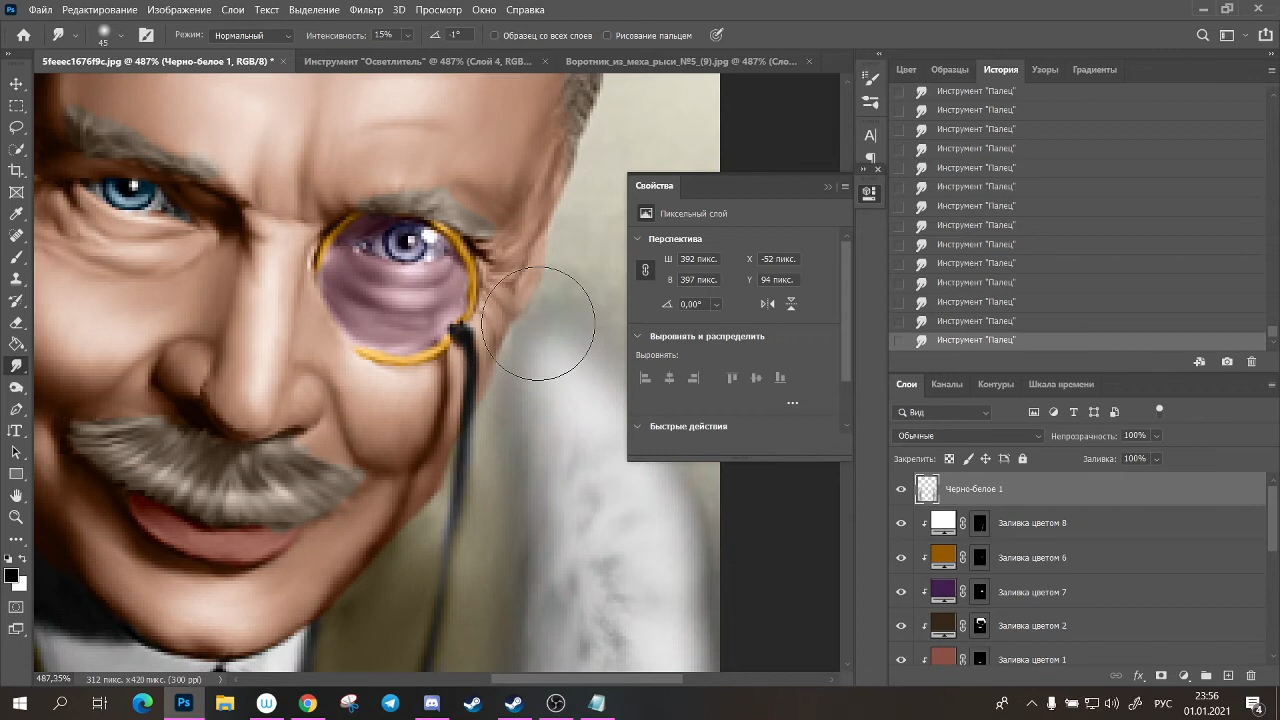 Ps Файл Редактирование Изображение Слои Текст Выделение Фильтр 3D Просмотр Окно Справка
45 Режим: Нормальный Интенсивность: 15% -1° Образец со всех слоев Рисование пальцем
5feeec1676f9c.jpg @ 487% (Черно-белое 1, RGB/8) * Инструмент "Осветлитель" @ 487% (Слой 4, RGB... Воротник_из_меха_рыси_№5_(9).jpg @ 487% (Сло...
Цвет Образцы История Узоры Градиенты
Инструмент "Палец"
Инструмент "Палец"
Инструмент "Палец"
Инструмент "Палец"
Инструмент "Палец"
Инструмент "Палец"
Инструмент "Палец"
Инструмент "Палец"
Инструмент "Палец"
Инструмент "Палец"
Инструмент "Палец"
Инструмент "Палец"
Инструмент "Палец"
Инструмент "Палец"
Свойства
Пиксельный слой
Перспектива
Ш 392 пикс. X -52 пикс.
В 397 пикс. Y 94 пикс.
0,00°
Выровнять и распределить
Выровнять:
Быстрые действия
Слои Каналы Контуры Шкала времени
Вид
Обычные Непрозрачность: 100%
Закрепить: Заливка: 100%
Черно-белое 1
Заливка цветом 8
Заливка цветом 6
Заливка цветом 7
Заливка цветом 2
Заливка цветом 1
487,35% 312 пикс. x 420 пикс. (300 ...
РУС 23:56
01.01.2021